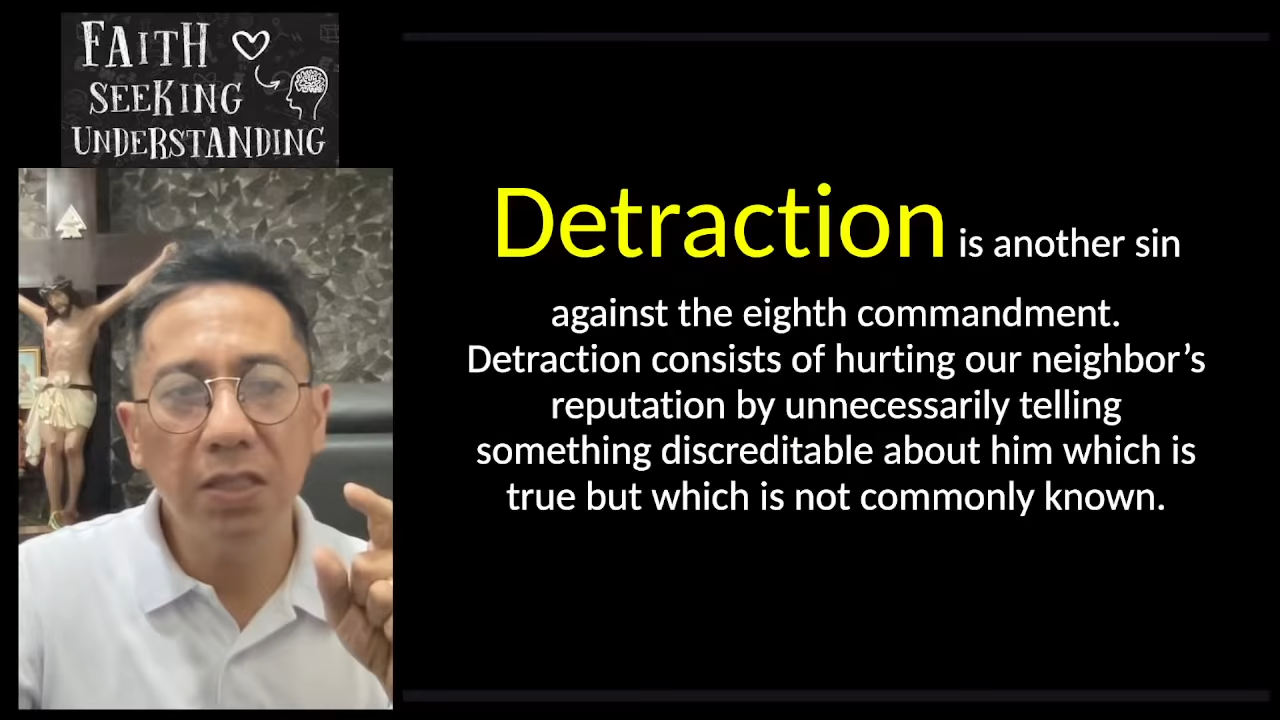 FAITH
SEEKING
UNDERSTANDING
Detraction is another sin
against the eighth commandment.
Detraction consists of hurting our neighbor’s
reputation by unnecessarily telling
something discreditable about him which is
true but which is not commonly known.